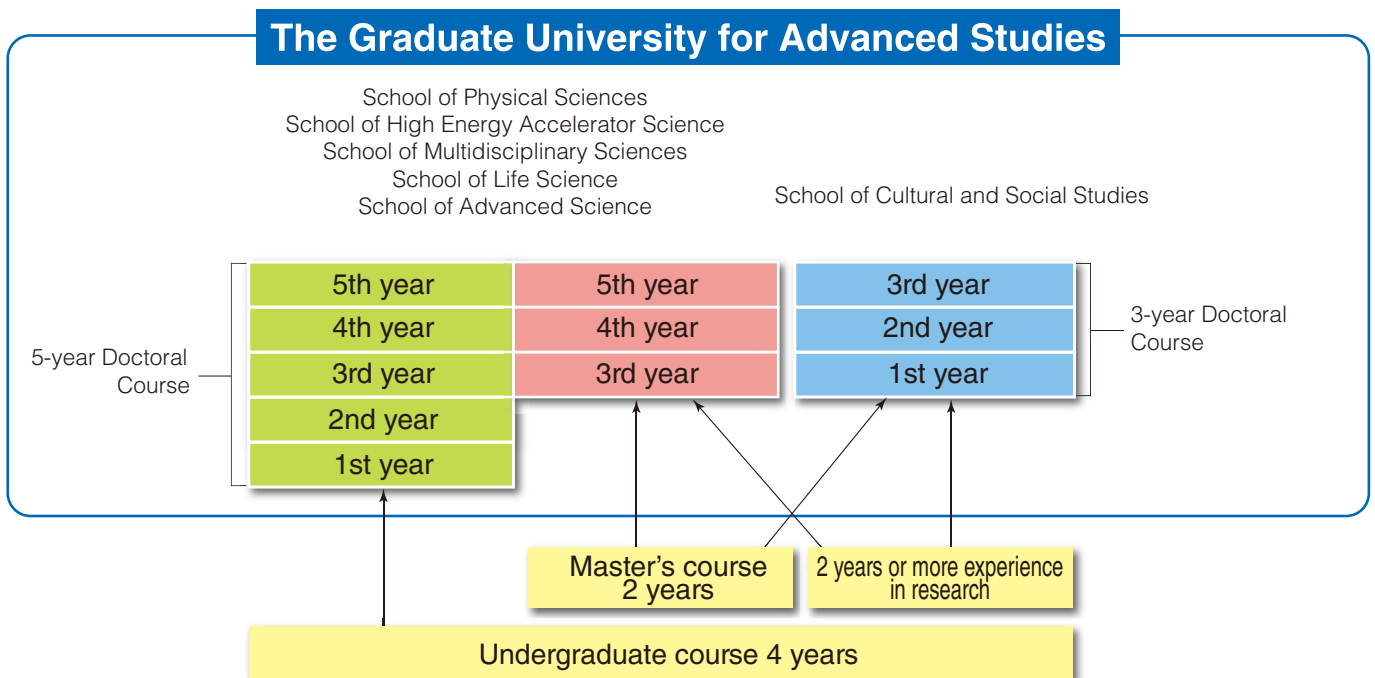 The Graduate University for Advanced Studies
School of Physical Sciences
School of High Energy Accelerator Science
School of Multidisciplinary Sciences
School of Life Science
School of Advanced Science
School of Cultural and Social Studies
5-year Doctoral
Course
5th year
4th year
3rd year
2nd year
1st year
5th year
4th year
3rd year
3rd year
2nd year
1st year
3-year Doctoral
Course
Master's course
2 years
2 years or more experience
in research
Undergraduate course 4 years